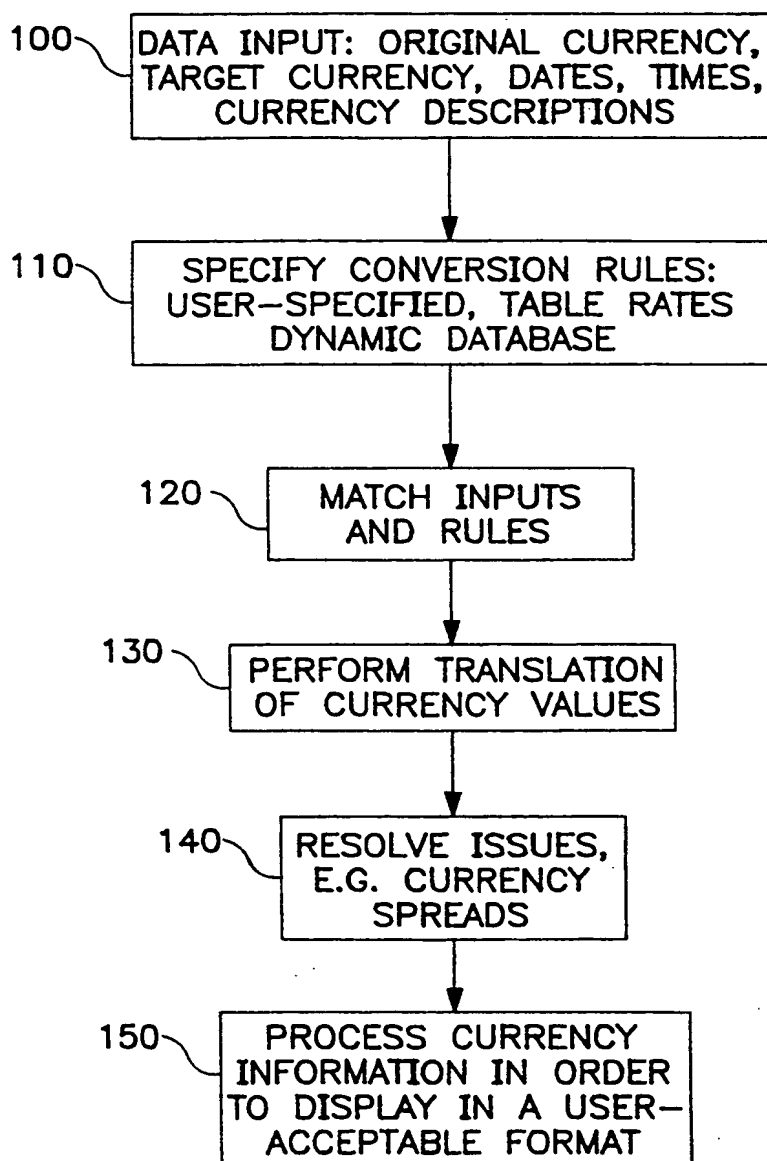 100
DATA INPUT: ORIGINAL CURRENCY,
TARGET CURRENCY, DATES, TIMES,
CURRENCY DESCRIPTIONS
110
SPECIFY CONVERSION RULES:
USER-SPECIFIED, TABLE RATES
DYNAMIC DATABASE
120
MATCH INPUTS
AND RULES
130
PERFORM TRANSLATION
OF CURRENCY VALUES
140
RESOLVE ISSUES,
E.G. CURRENCY
SPREADS
150
PROCESS CURRENCY
INFORMATION IN ORDER
TO DISPLAY IN A USER-
ACCEPTABLE FORMAT